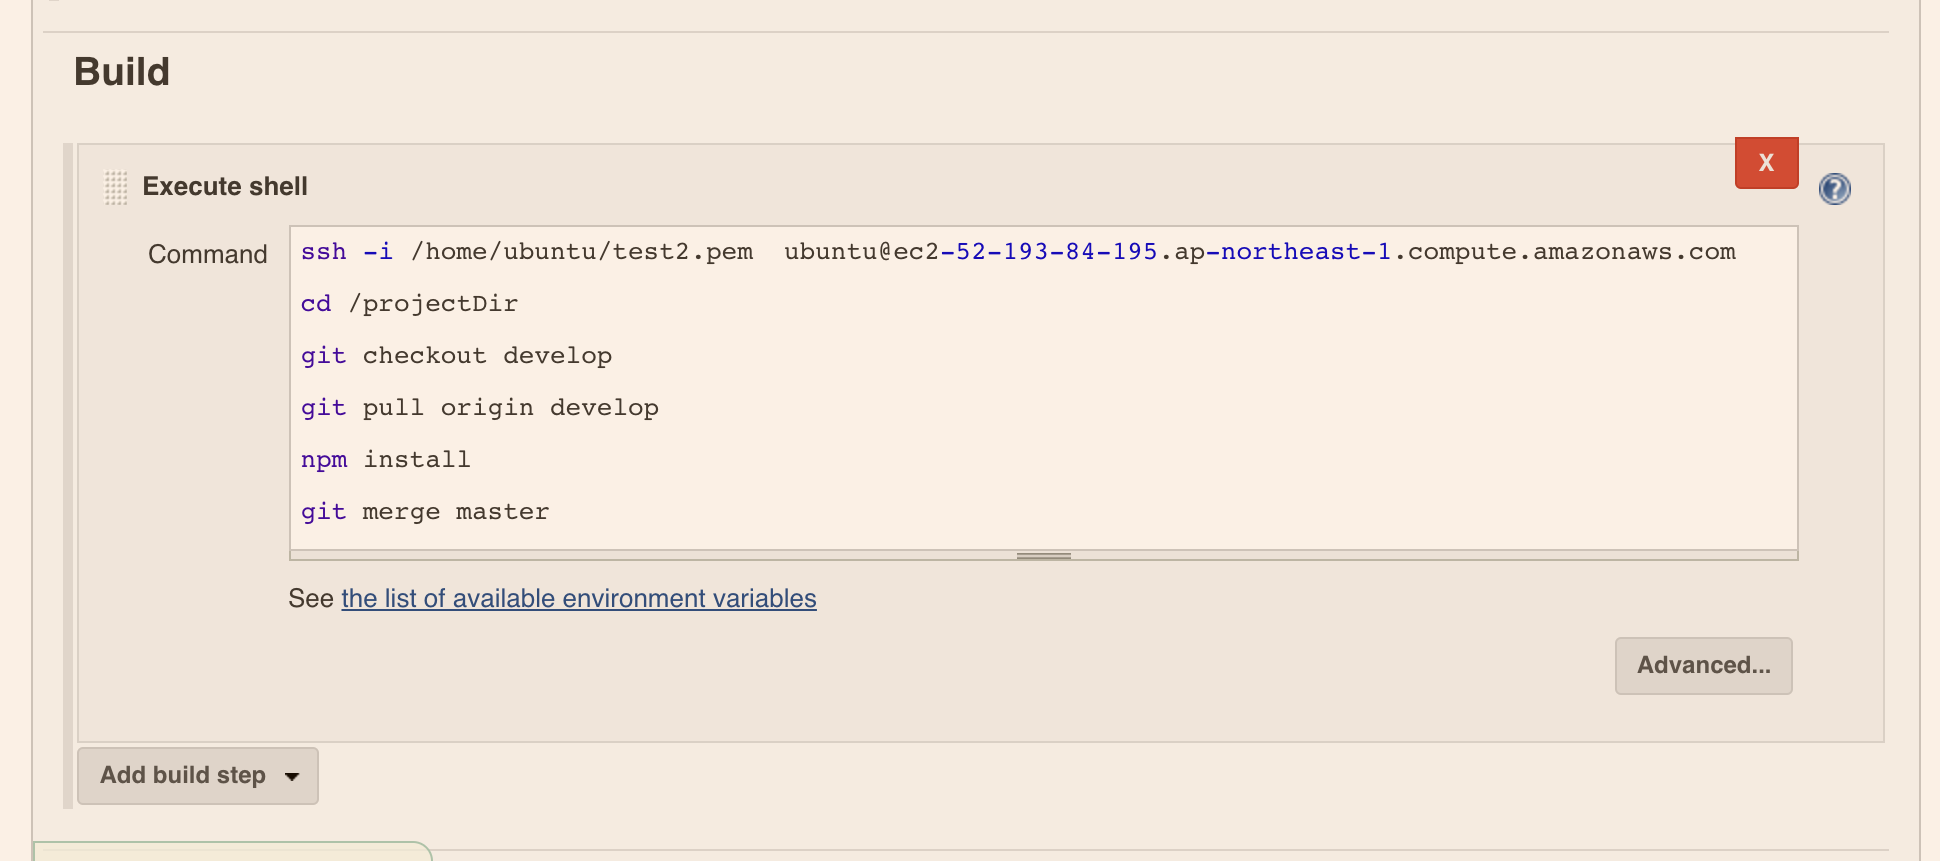 Build
Execute shell
X
?
Command
ssh -i /home/ubuntu/test2.pem  ubuntu@ec2-52-193-84-195.ap-northeast-1.compute.amazonaws.com
cd /projectDir
git checkout develop
git pull origin develop
npm install
git merge master
See the list of available environment variables
Advanced...
Add build step